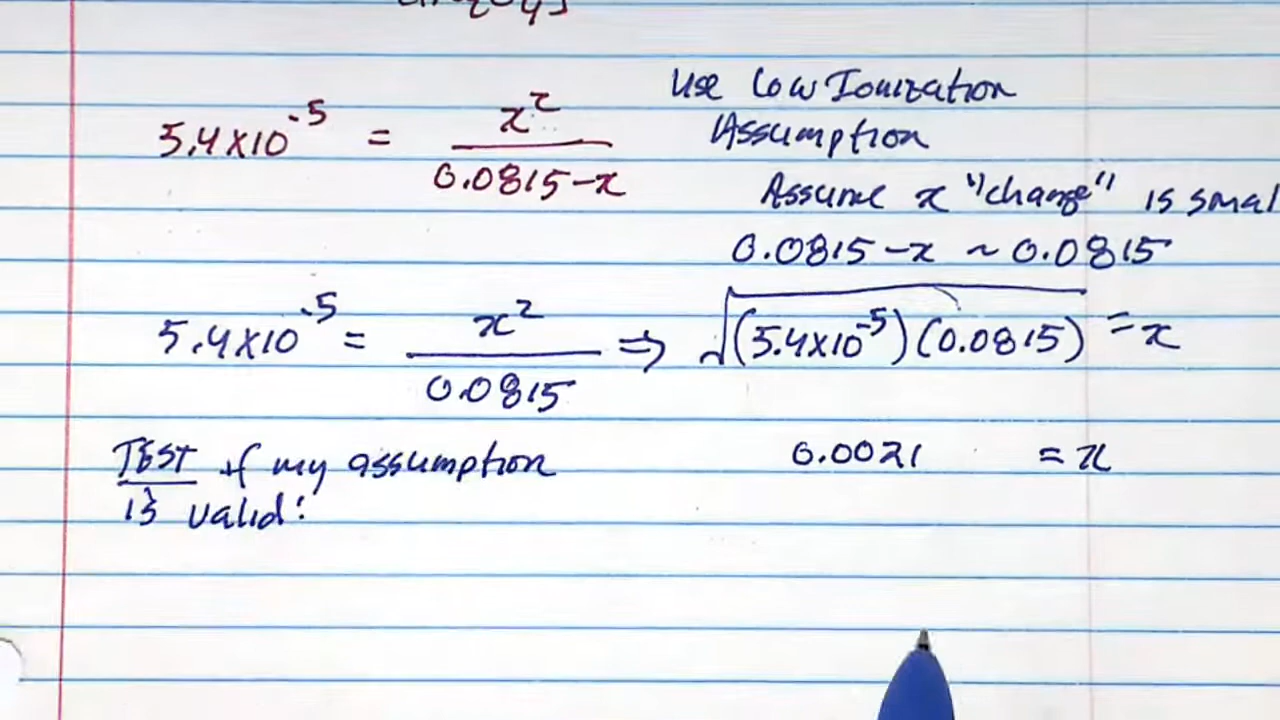 5.4x10^-5 = x^2 / 0.0815-x
Use Low Ionization
Assumption
Assume x "change" is smal
0.0815-x ~ 0.0815
5.4x10^-5 = x^2 / 0.0815 => √(5.4x10^-5)(0.0815) = x
TEST if my assumption
is valid:
0.0021 = x